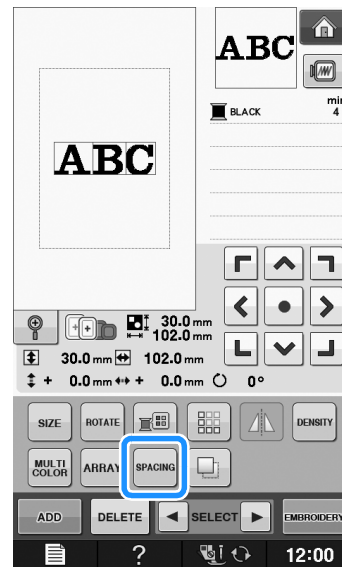 ABC
BLACK
min
4
ABC
30.0 mm
102.0 mm
30.0 mm 102.0 mm
+ 0.0 mm + 0.0 mm 0°
SIZE ROTATE DENSITY
MULTI COLOR ARRAY SPACING
ADD DELETE SELECT EMBROIDERY
? 12:00